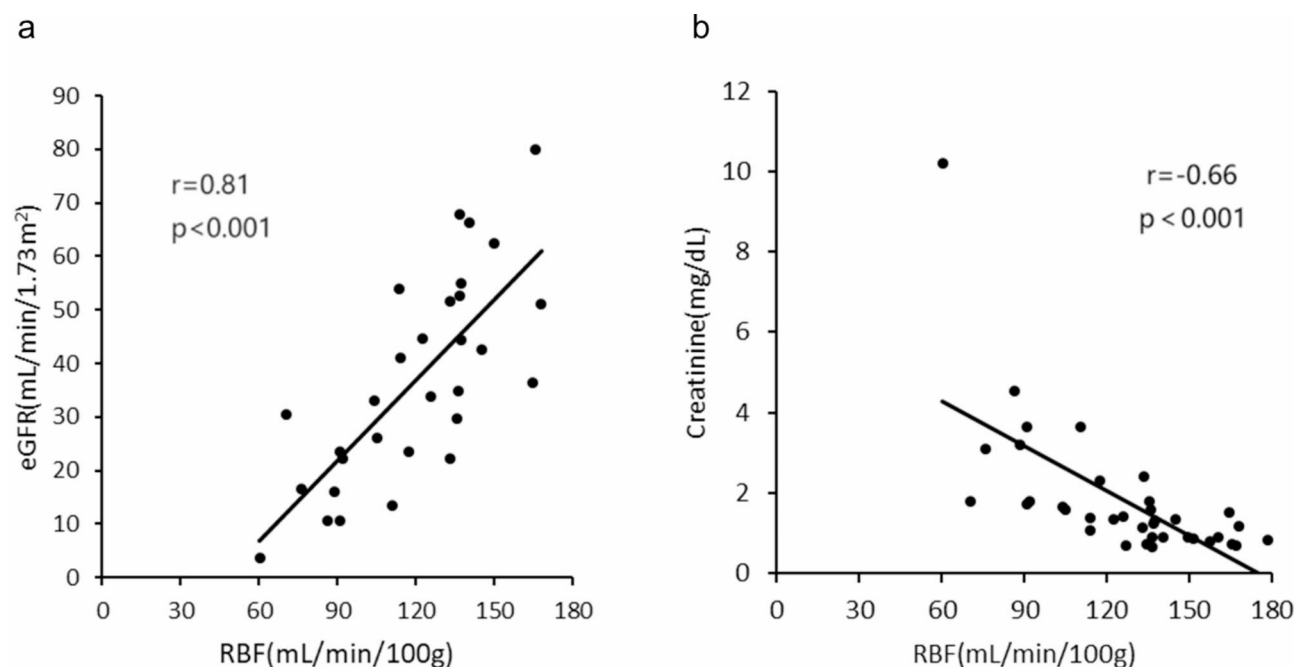 a
90
80
70
60
50
40
30
20
10
0
eGFR(mL/min/1.73m²)
r=0.81
p<0.001
0 30 60 90 120 150 180
RBF(mL/min/100g)
b
12
10
8
6
4
2
0
Creatinine(mg/dL)
r=-0.66
p < 0.001
0 30 60 90 120 150 180
RBF(mL/min/100g)